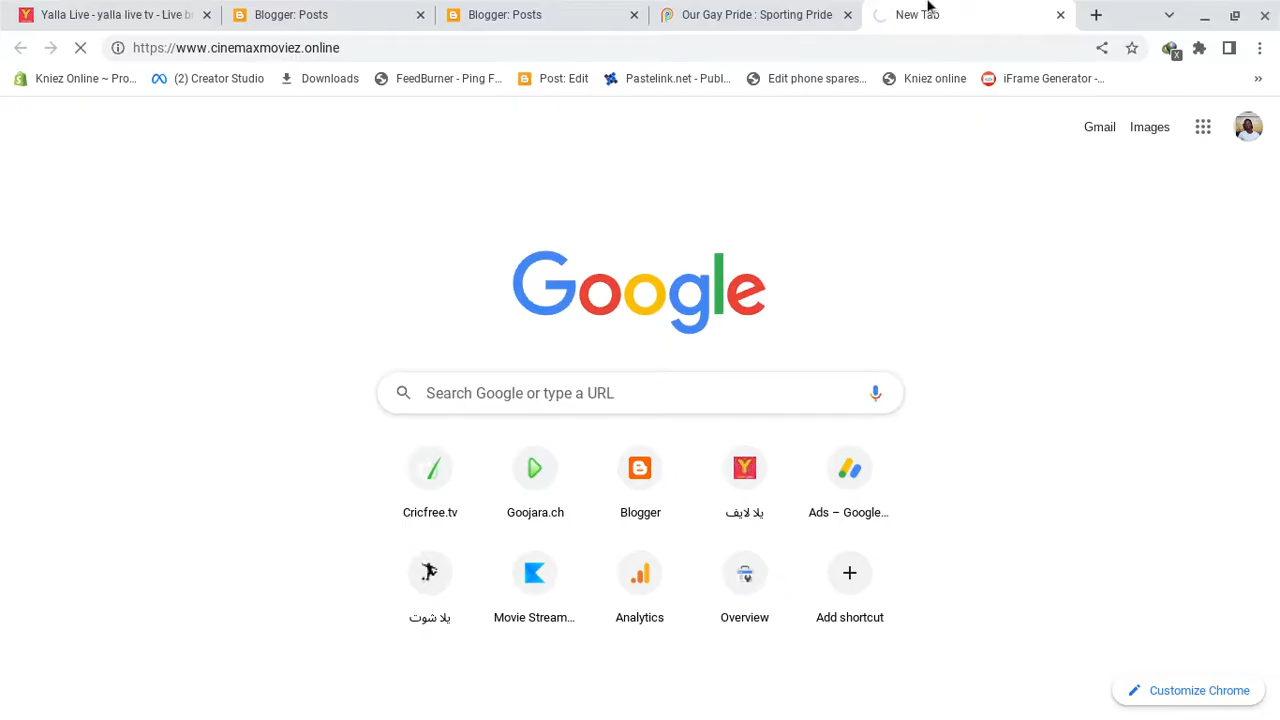 Yalla Live - yalla live tv - Live br
Blogger: Posts
Blogger: Posts
Our Gay Pride : Sporting Pride
New Tab
https://www.cinemaxmoviez.online
Kniez Online ~ Pro...
(2) Creator Studio
Downloads
FeedBurner - Ping F...
Post: Edit
Pastelink.net - Publ...
Edit phone spares...
Kniez online
iFrame Generator -...
Gmail
Images
Google
Search Google or type a URL
Cricfree.tv
Goojara.ch
Blogger
يلا لايف
Ads – Google...
يلا شوت
Movie Stream...
Analytics
Overview
Add shortcut
Customize Chrome